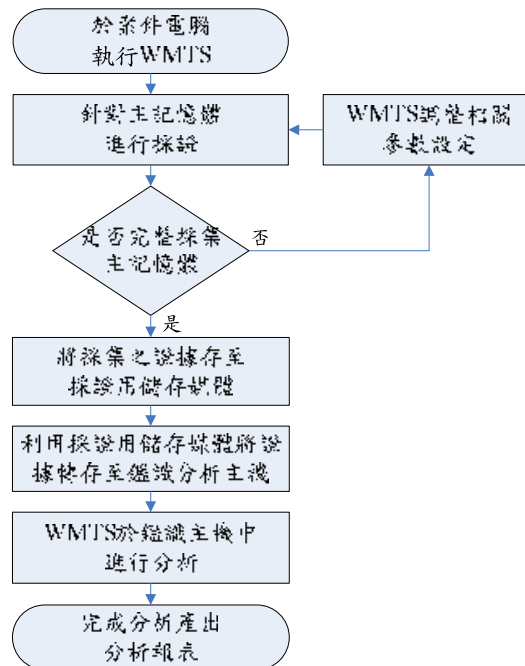 於案件電腦
執行WMTS
針對主記憶體
進行採證
WMTS調整相關
參數設定
是否完整採集
主記憶體
否
是
將採集之證據存至
採證用儲存媒體
利用採證用儲存媒體將證
據轉存至鑑識分析主機
WMTS於鑑識主機中
進行分析
完成分析產出
分析報表